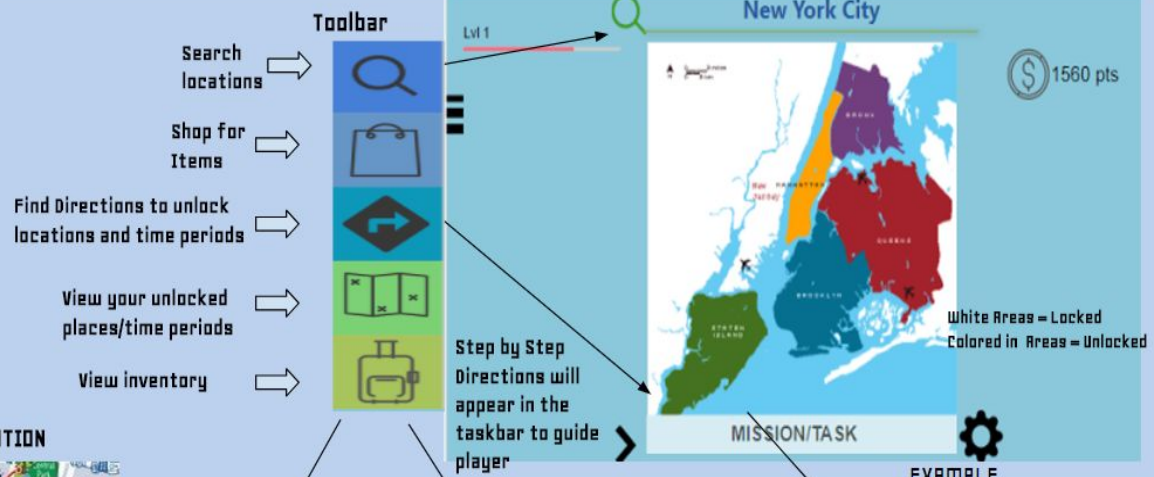 Toolbar
Search
locations
Shop for
Items
Find Directions to unlock
locations and time periods
View your unlocked
places/time periods
View inventory
Lvl 1
New York City
1560 pts
BRONX
MANHATTAN
New
Jersey
QUEENS
BROOKLYN
STATEN
ISLAND
White Areas = Locked
Colored in Areas = Unlocked
Step by Step
Directions will
appear in the
taskbar to guide
player
MISSION/TASK
Central
Park